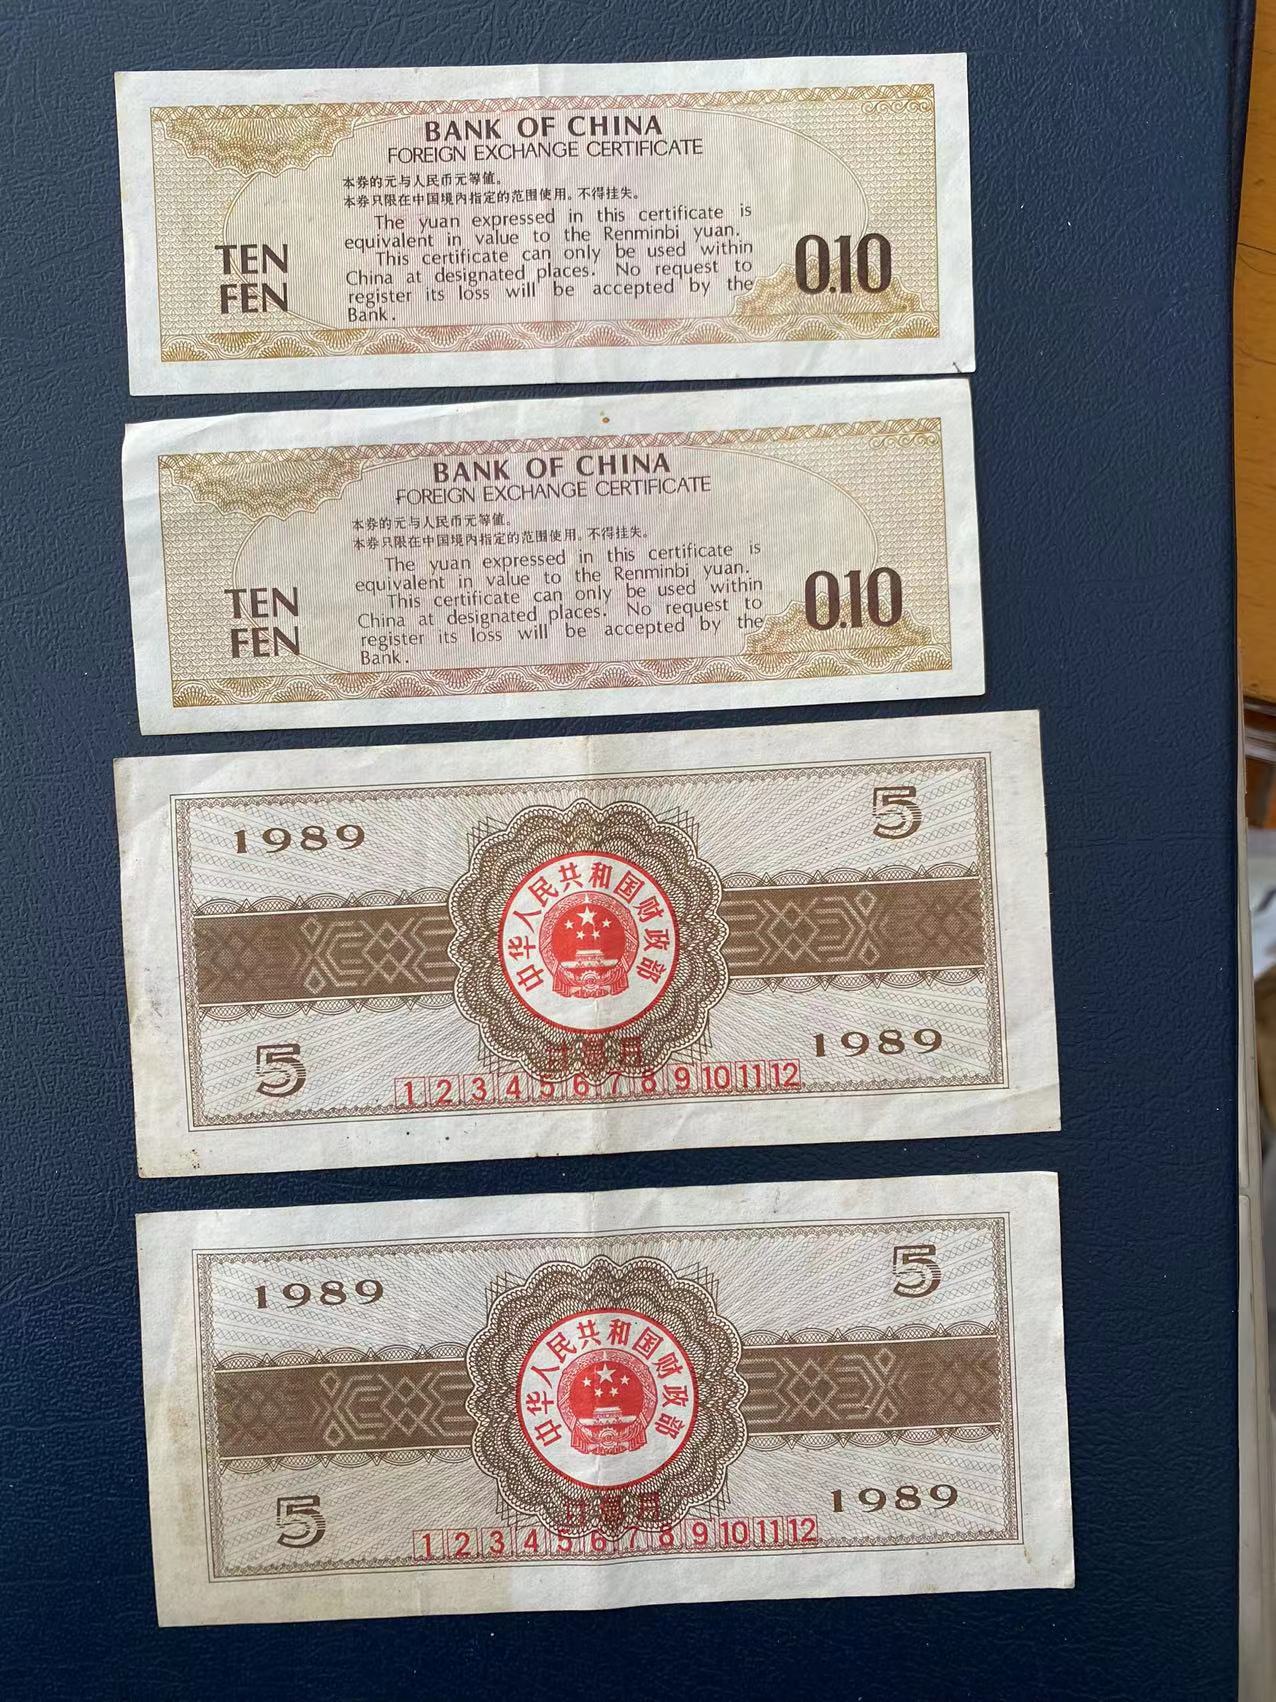 BANK OF CHINA
FOREIGN EXCHANGE CERTIFICATE
本券的元与人民币元等值。
本券只限在中国境内指定的范围使用。不得挂失。
The yuan expressed in this certificate is
equivalent in value to the Renminbi yuan.
This certificate can only be used within
China at designated places. No request to
register its loss will be accepted by the
Bank.
TEN
FEN
0.10
BANK OF CHINA
FOREIGN EXCHANGE CERTIFICATE
本券的元与人民币元等值。
本券只限在中国境内指定的范围使用。不得挂失。
The yuan expressed in this certificate is
equivalent in value to the Renminbi yuan.
This certificate can only be used within
China at designated places. No request to
register its loss will be accepted by the
Bank.
TEN
FEN
0.10
1989
5
中华人民共和国财政部
5
1989
计息月
1 2 3 4 5 6 7 8 9 10 11 12
1989
5
中华人民共和国财政部
5
1989
计息月
1 2 3 4 5 6 7 8 9 10 11 12